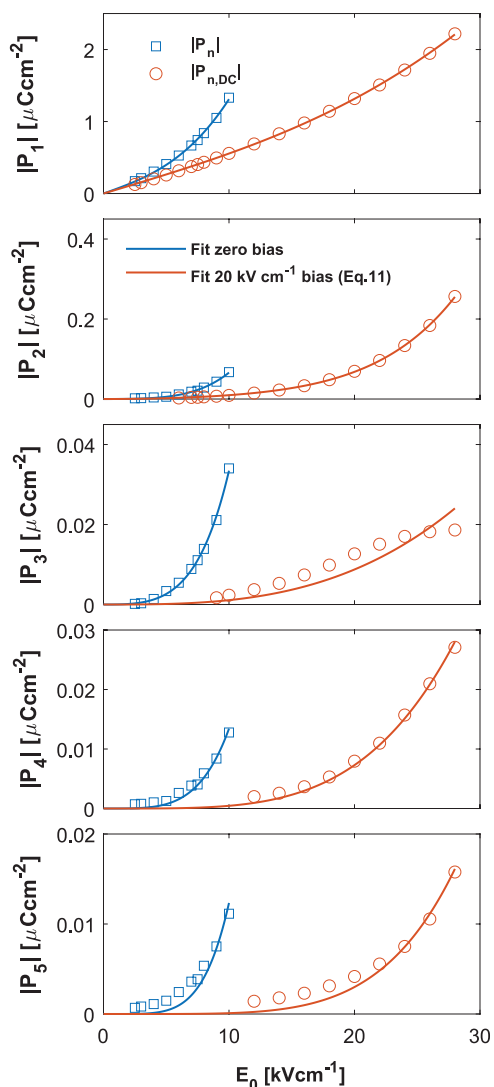 |P₁| [μCcm⁻²]
2
1
0
|Pₙ|
|Pₙ,DC|
|P₂| [μCcm⁻²]
0.4
0.2
0
Fit zero bias
Fit 20 kV cm⁻¹ bias (Eq.11)
|P₃| [μCcm⁻²]
0.04
0.02
0
|P₄| [μCcm⁻²]
0.03
0.02
0.01
0
|P₅| [μCcm⁻²]
0.02
0.01
0
0 10 20 30
E₀ [kVcm⁻¹]